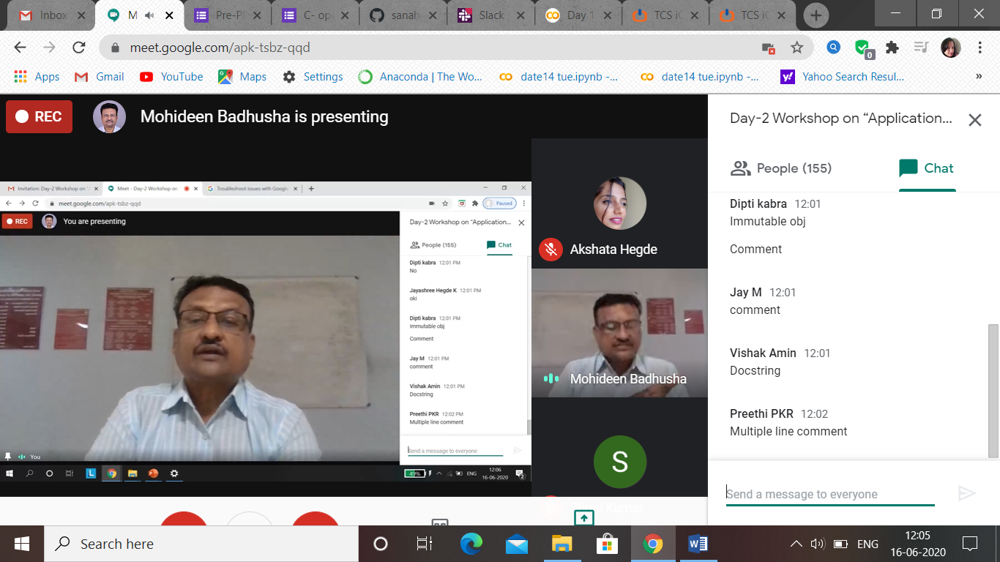 Inbox
M
Pre-P
C- op
sanah
Slack
Day 1
TCS iC
TCS iC
meet.google.com/apk-tsbz-qqd
0
Apps
Gmail
YouTube
Maps
Settings
Anaconda | The Wo...
date14 tue.ipynb -...
date14 tue.ipynb -...
Yahoo Search Resul...
»
REC
Mohideen Badhusha is presenting
Invitation: Day-2 Workshop on "
Meet - Day-2 Workshop on
Troubleshoot issues with Google
meet.google.com/apk-tsbz-qqd
Paused
REC
You are presenting
Day-2 Workshop on “Application...
People (155)
Chat
Dipti kabra 12:01 PM
No
Jayashree Hegde K 12:01 PM
oki
Dipti kabra 12:01 PM
Immutable obj
Comment
Jay M 12:01 PM
comment
Vishak Amin 12:01 PM
Docstring
Preethi PKR 12:02 PM
Multiple line comment
Send a message to everyone
You
L
49%
ENG
12:06
16-06-2020
2
Akshata Hegde
Mohideen Badhusha
S
Kumar
Day-2 Workshop on “Application...
People (155)
Chat
Dipti kabra 12:01
Immutable obj
Comment
Jay M 12:01
comment
Vishak Amin 12:01
Docstring
Preethi PKR 12:02
Multiple line comment
Send a message to everyone
Search here
ENG
12:05
16-06-2020